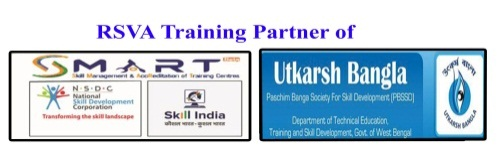 RSVA Training Partner of
SMART
Skill Management & Accreditation of Training Centres
N·S·D·C
National
Skill Development
Corporation
Transforming the skill landscape
Skill India
कौशल भारत - कुशल भारत
Utkarsh Bangla
Paschim Banga Society For Skill Development [PBSSD]
Department of Technical Education,
Training and Skill Development, Govt. of West Bengal
উৎকর্ষ বাংলা
UTKARSH BANGLA